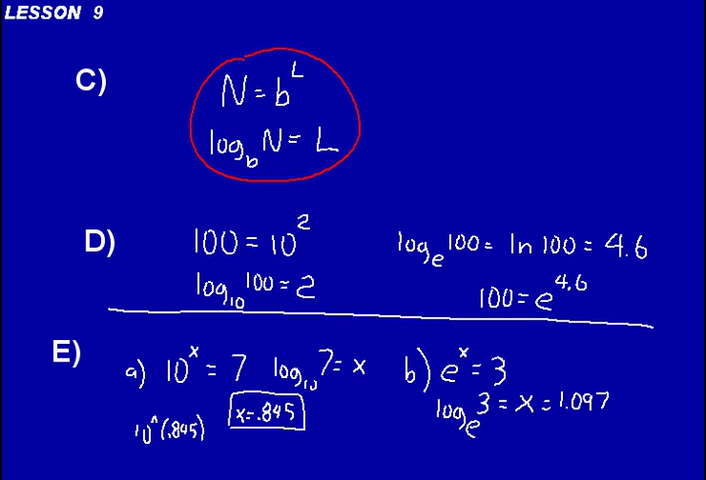 LESSON 9
C)
N = b^L
log_b N = L
D)
100 = 10^2
log_10 100 = 2
log_e 100 = ln 100 = 4.6
100 = e^4.6
E)
a) 10^x = 7 log_10 7 = x
x = .845
10^(.845)
b) e^x = 3
log_e 3 = x = 1.097